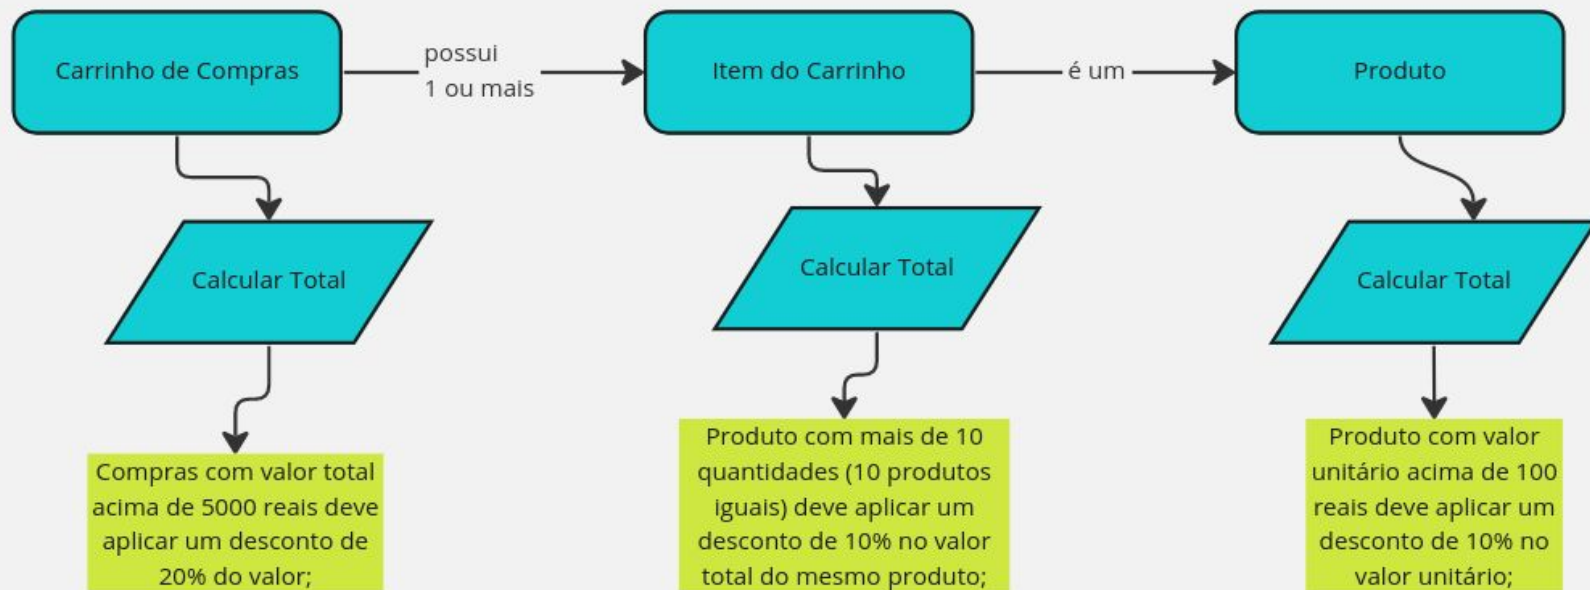 Carrinho de Compras
possui
1 ou mais
Item do Carrinho
é um
Produto
Calcular Total
Calcular Total
Calcular Total
Compras com valor total
acima de 5000 reais deve
aplicar um desconto de
20% do valor;
Produto com mais de 10
quantidades (10 produtos
iguais) deve aplicar um
desconto de 10% no valor
total do mesmo produto;
Produto com valor
unitário acima de 100
reais deve aplicar um
desconto de 10% no
valor unitário;